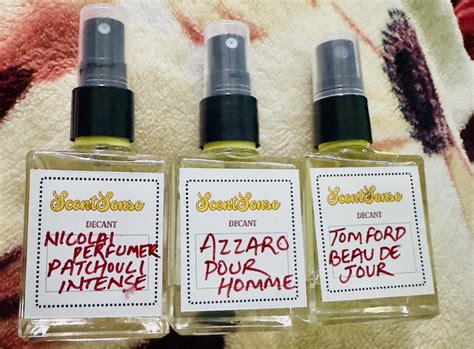 ScentSense
DECANT
NICOLAI
PERFUMER
PATCHOULI
INTENSE
ScentSense
DECANT
AZZARO
POUR
HOMME
ScentSense
DECANT
TOM FORD
BEAU DE
JOUR